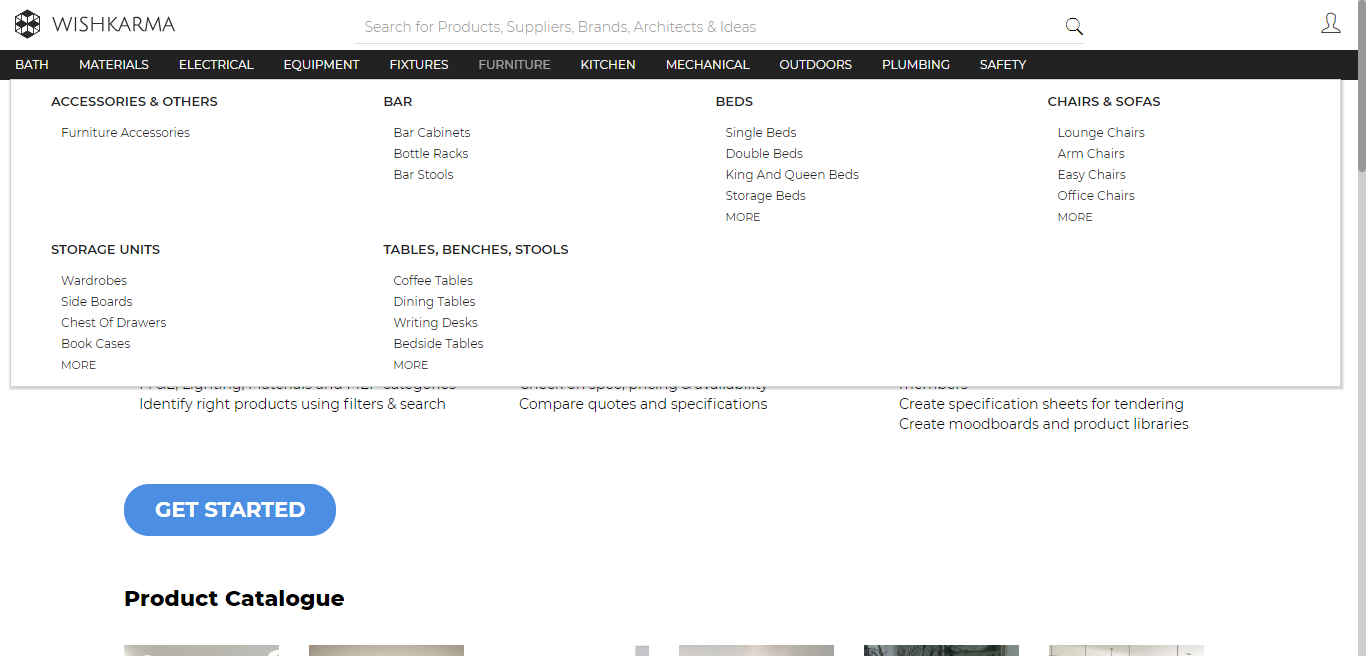 WISHKARMA
Search for Products, Suppliers, Brands, Architects & Ideas
BATH MATERIALS ELECTRICAL EQUIPMENT FIXTURES FURNITURE KITCHEN MECHANICAL OUTDOORS PLUMBING SAFETY
ACCESSORIES & OTHERS
Furniture Accessories
BAR
Bar Cabinets
Bottle Racks
Bar Stools
BEDS
Single Beds
Double Beds
King And Queen Beds
Storage Beds
MORE
CHAIRS & SOFAS
Lounge Chairs
Arm Chairs
Easy Chairs
Office Chairs
MORE
STORAGE UNITS
Wardrobes
Side Boards
Chest Of Drawers
Book Cases
MORE
TABLES, BENCHES, STOOLS
Coffee Tables
Dining Tables
Writing Desks
Bedside Tables
MORE
Identify right products using filters & search
Compare quotes and specifications
Create specification sheets for tendering
Create moodboards and product libraries
GET STARTED
Product Catalogue